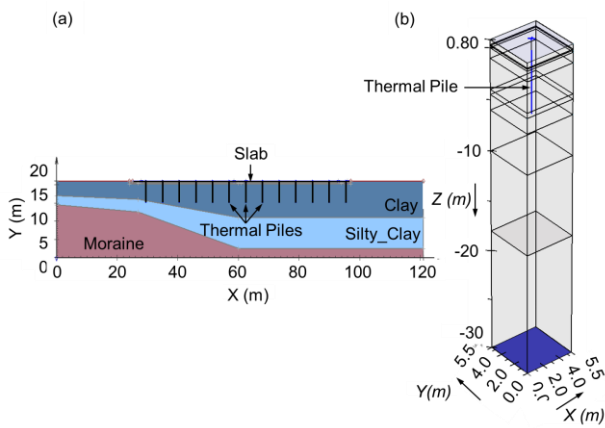 (a)
Slab
20
15
10
5
0
Y (m)
Clay
Thermal Piles
Silty_Clay
Moraine
0
20
40
60
80
100
120
X (m)
(b)
0.80
Thermal Pile
-10
Z (m)
-20
-30
5.5
4.0
2.0
0.0
Y(m)
0.0
2.0
4.0
5.5
X (m)